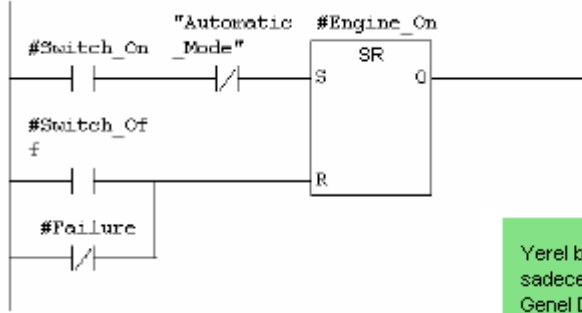 "Automatic #Engine_On
#Switch_On _Mode" SR
S Q
#Switch_Of
f
R
#Failure
Yerel b
sadece
Genel D